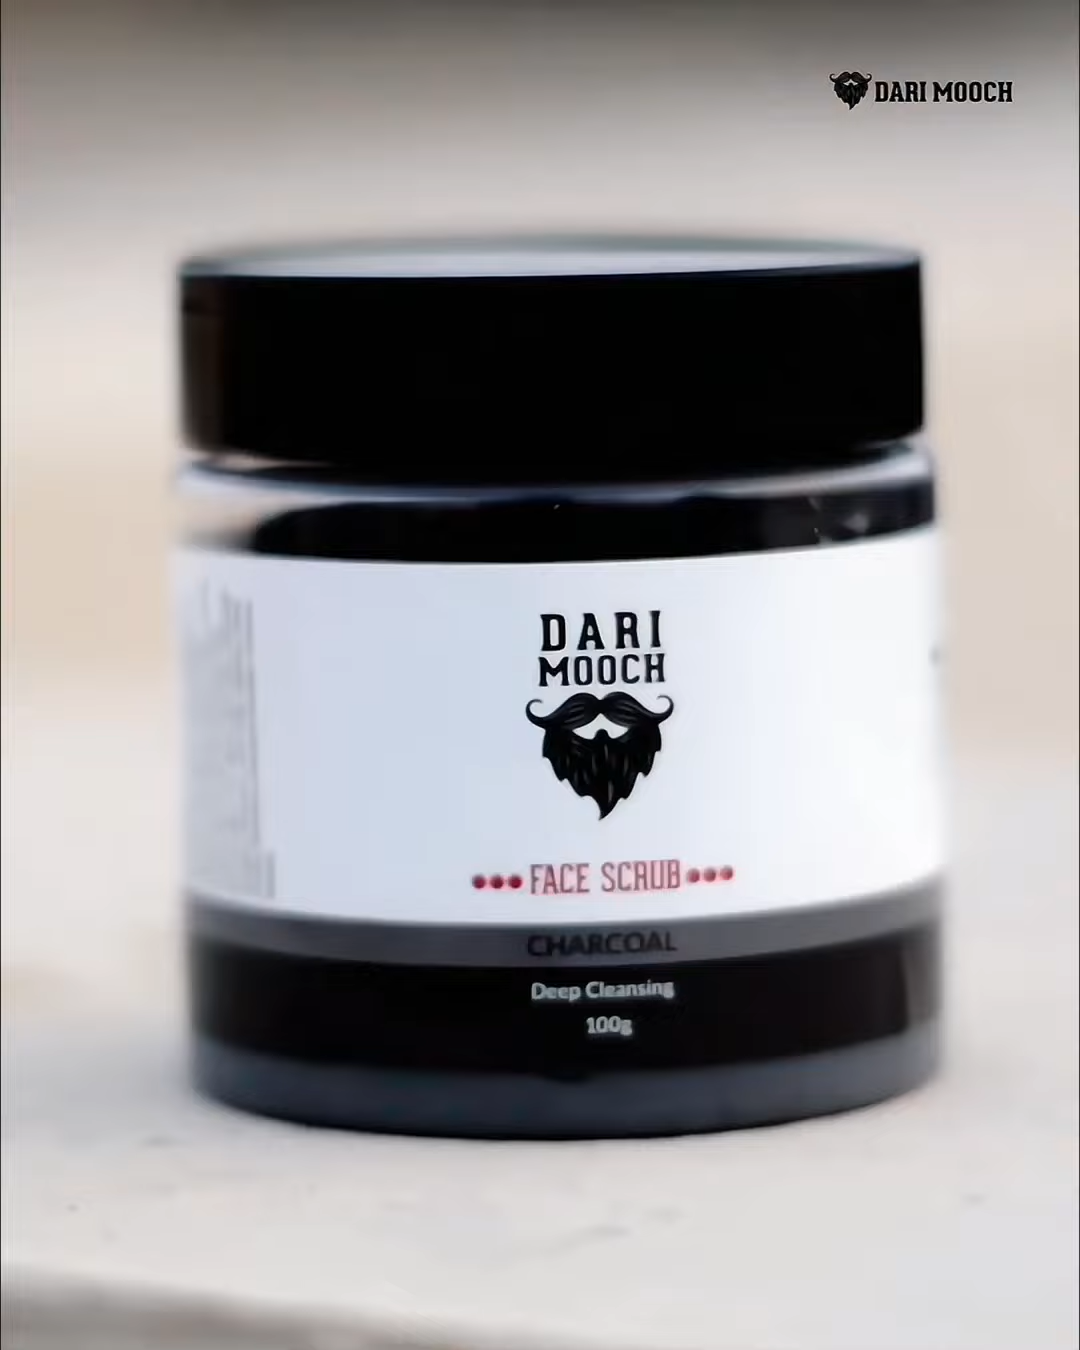 DARI MOOCH
DARI
MOOCH
•••FACE SCRUB•••
CHARCOAL
Deep Cleansing
100g